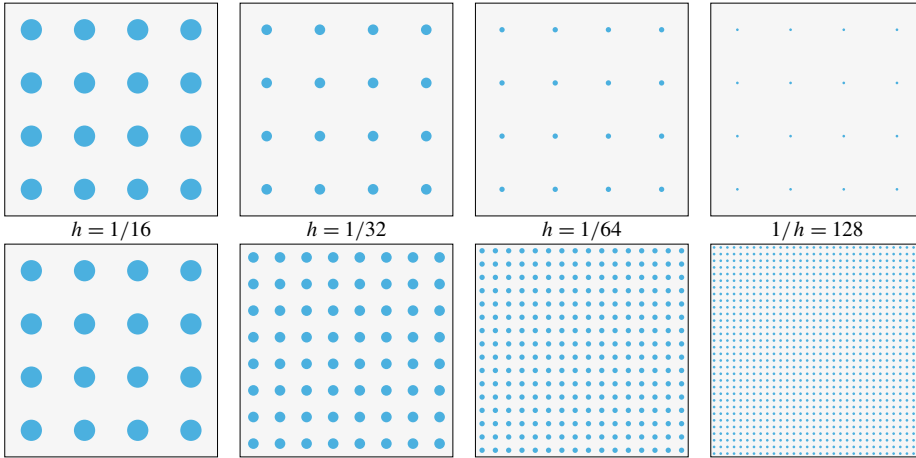 h = 1/16 h = 1/32 h = 1/64 1/h = 128